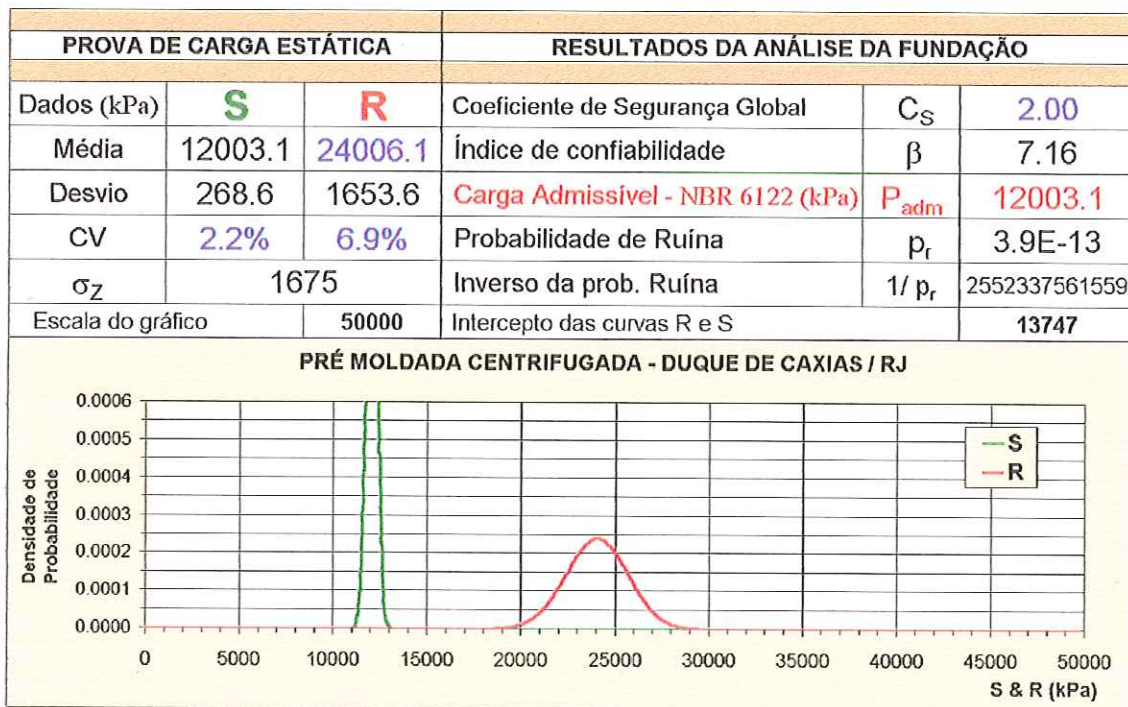 PROVA DE CARGA ESTÁTICA RESULTADOS DA ANÁLISE DA FUNDAÇÃO
Dados (kPa) S R Coeficiente de Segurança Global CS 2.00
Média 12003.1 24006.1 Índice de confiabilidade β 7.16
Desvio 268.6 1653.6 Carga Admissível - NBR 6122 (kPa) Padm 12003.1
CV 2.2% 6.9% Probabilidade de Ruína pr 3.9E-13
σZ 1675 Inverso da prob. Ruína 1/ pr 2552337561559
Escala do gráfico 50000 Intercepto das curvas R e S 13747
PRÉ MOLDADA CENTRIFUGADA - DUQUE DE CAXIAS / RJ
Densidade de
Probabilidade
0.0006
0.0005
0.0004
0.0003
0.0002
0.0001
0.0000
S
R
0 5000 10000 15000 20000 25000 30000 35000 40000 45000 50000
S & R (kPa)